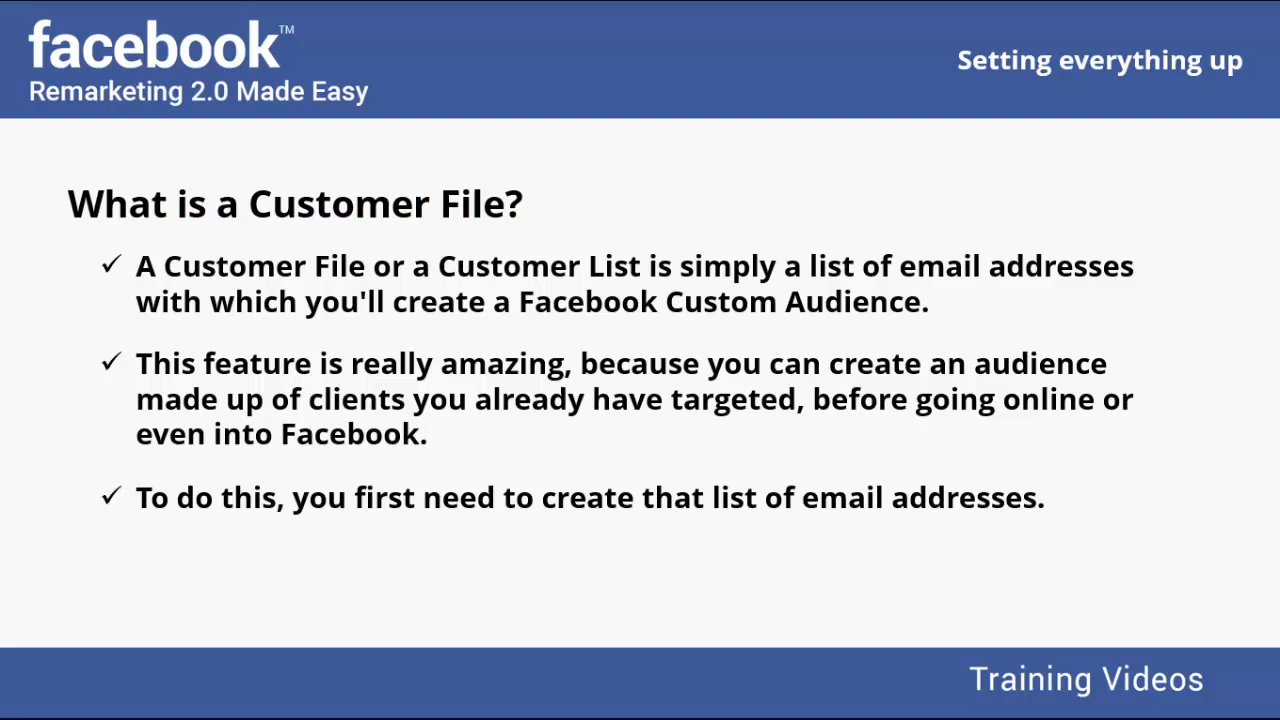 facebook™
Setting everything up
Remarketing 2.0 Made Easy
What is a Customer File?
✓ A Customer File or a Customer List is simply a list of email addresses
with which you'll create a Facebook Custom Audience.
✓ This feature is really amazing, because you can create an audience
made up of clients you already have targeted, before going online or
even into Facebook.
✓ To do this, you first need to create that list of email addresses.
Training Videos